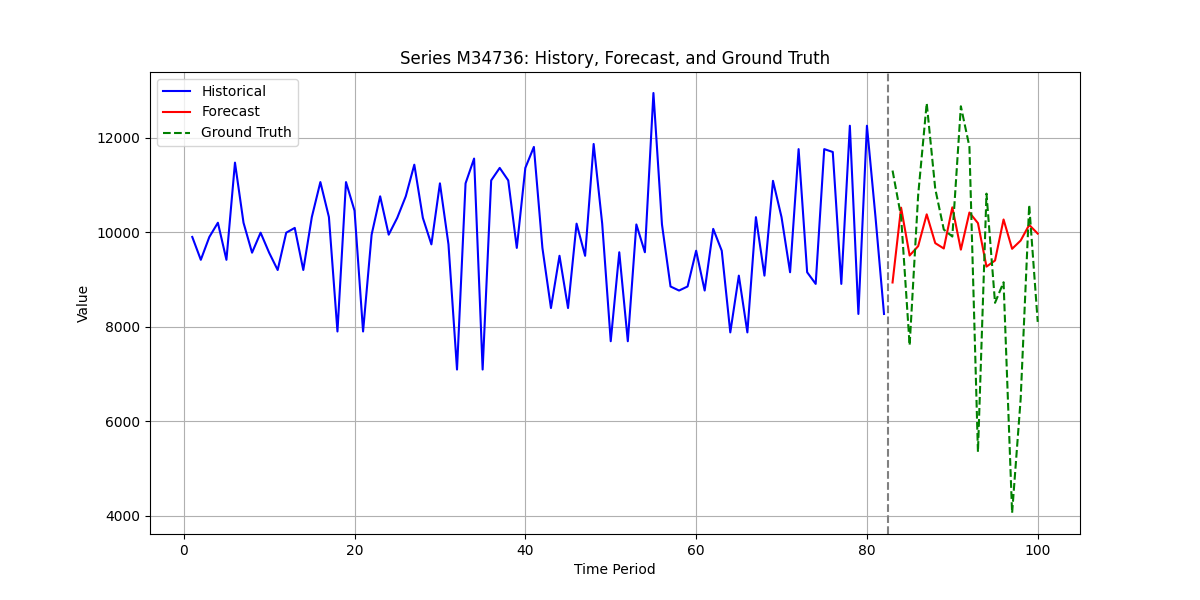 Series M34736: History, Forecast, and Ground Truth
Historical
Forecast
Ground Truth
12000
10000
8000
6000
4000
Value
0 20 40 60 80 100
Time Period